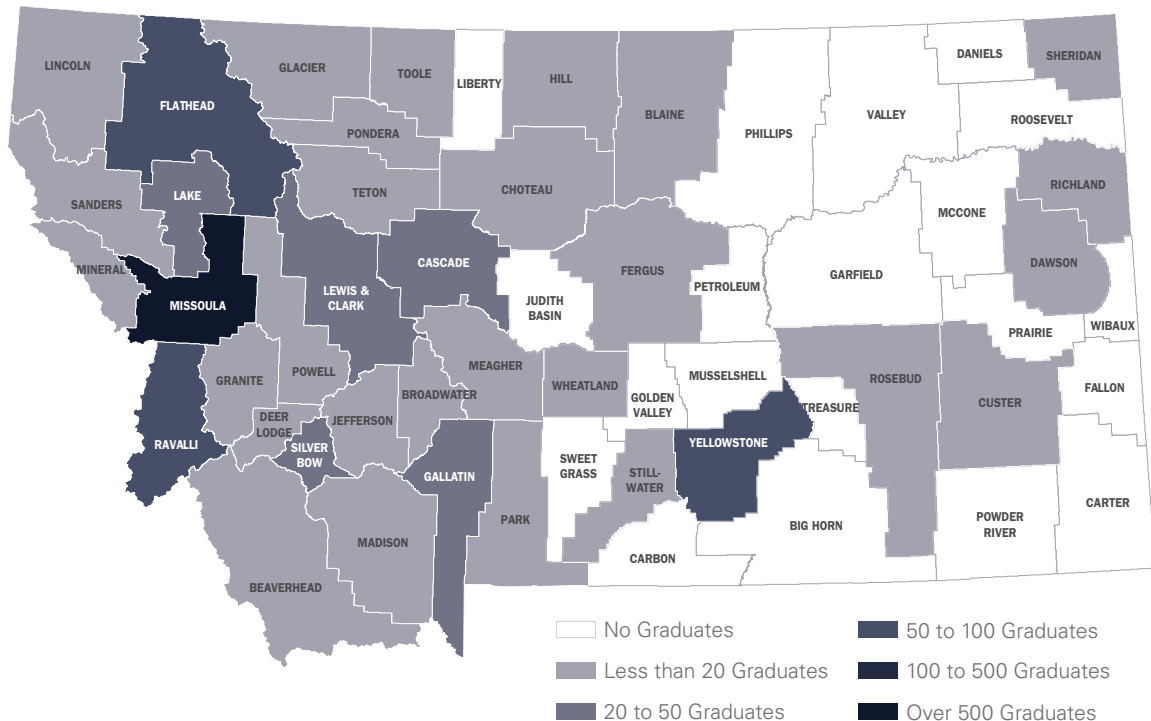 LINCOLN
FLATHEAD
GLACIER
TOOLE
LIBERTY
HILL
BLAINE
PHILLIPS
VALLEY
DANIELS
SHERIDAN
ROOSEVELT
PONDERA
LAKE
TETON
CHOTEAU
RICHLAND
SANDERS
MCCONE
MINERAL
MISSOULA
CASCADE
LEWIS &
CLARK
JUDITH
BASIN
FERGUS
PETROLEUM
GARFIELD
DAWSON
PRAIRIE
WIBAUX
GRANITE
POWELL
MEAGHER
BROADWATER
WHEATLAND
GOLDEN
VALLEY
MUSSELSHELL
TREASURE
ROSEBUD
CUSTER
FALLON
RAVALLI
DEER
LODGE
SILVER
BOW
JEFFERSON
GALLATIN
PARK
SWEET
GRASS
STILL-
WATER
YELLOWSTONE
BIG HORN
POWDER
RIVER
CARTER
MADISON
BEAVERHEAD
CARBON
No Graduates
Less than 20 Graduates
20 to 50 Graduates
50 to 100 Graduates
100 to 500 Graduates
Over 500 Graduates